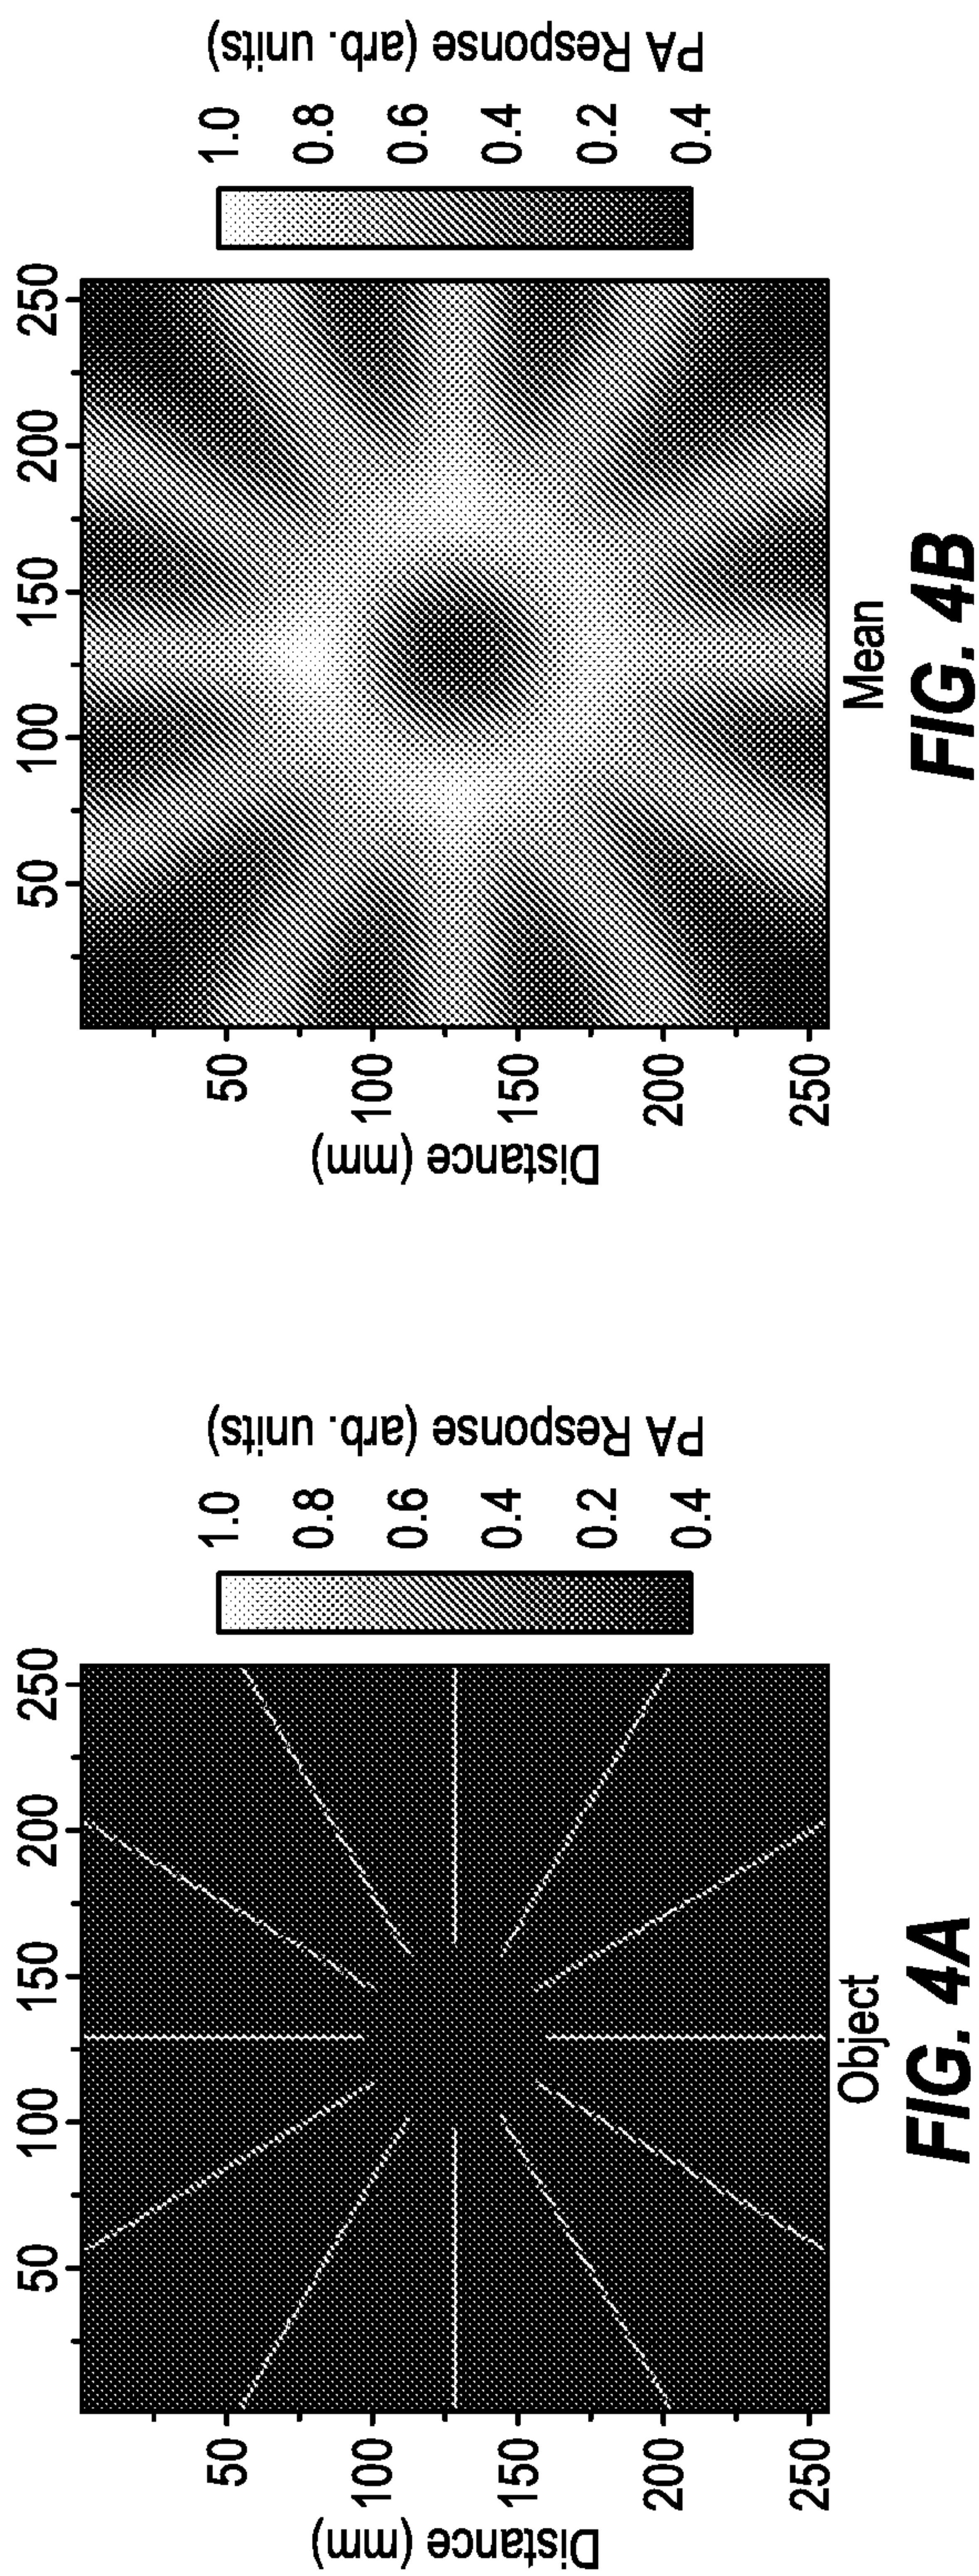 50 100 150 200 250
Distance (mm)
50
100
150
200
250
1.0
0.8
0.6
0.4
0.2
0.4
PA Response (arb. units)
Object
FIG. 4A
50 100 150 200 250
Distance (mm)
50
100
150
200
250
1.0
0.8
0.6
0.4
0.2
0.4
PA Response (arb. units)
Mean
FIG. 4B